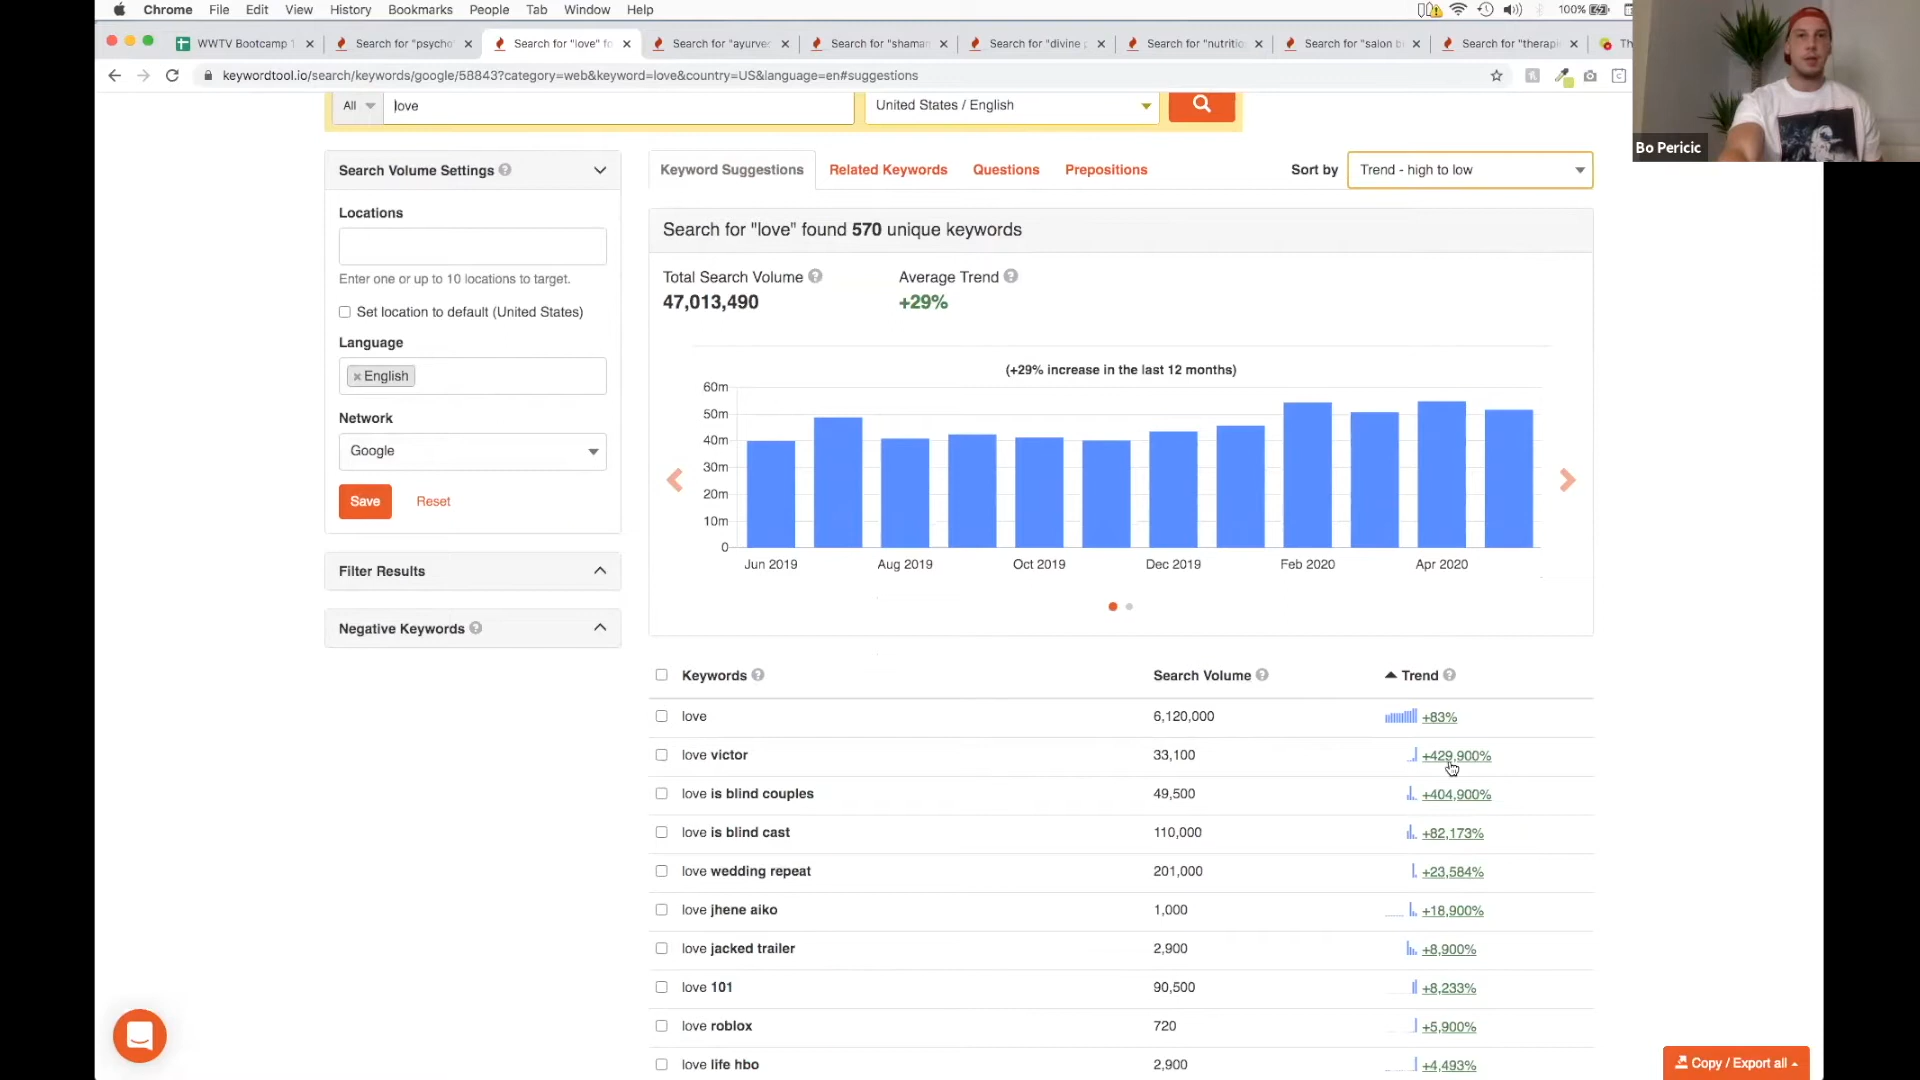 Chrome File Edit View History Bookmarks People Tab Window Help 100%
WWTV Bootcamp Search for "psycho Search for "love" fo Search for "ayurve Search for "shaman Search for "divine p Search for "nutritio Search for "salon b Search for "therapi Th
keywordtool.io/search/keywords/google/58843?category=web&keyword=love&country=US&language=en#suggestions
All love United States / English
Bo Pericic
Search Volume Settings
Keyword Suggestions Related Keywords Questions Prepositions Sort by Trend - high to low
Locations
Enter one or up to 10 locations to target.
Set location to default (United States)
Language
× English
Network
Google
Save Reset
Filter Results
Negative Keywords
Search for "love" found 570 unique keywords
Total Search Volume Average Trend
47,013,490 +29%
(+29% increase in the last 12 months)
60m
50m
40m
30m
20m
10m
0
Jun 2019 Aug 2019 Oct 2019 Dec 2019 Feb 2020 Apr 2020
Keywords Search Volume Trend
love 6,120,000 +83%
love victor 33,100 +429,900%
love is blind couples 49,500 +404,900%
love is blind cast 110,000 +82,173%
love wedding repeat 201,000 +23,584%
love jhene aiko 1,000 +18,900%
love jacked trailer 2,900 +8,900%
love 101 90,500 +8,233%
love roblox 720 +5,900%
love life hbo 2,900 +4,493%
Copy / Export all